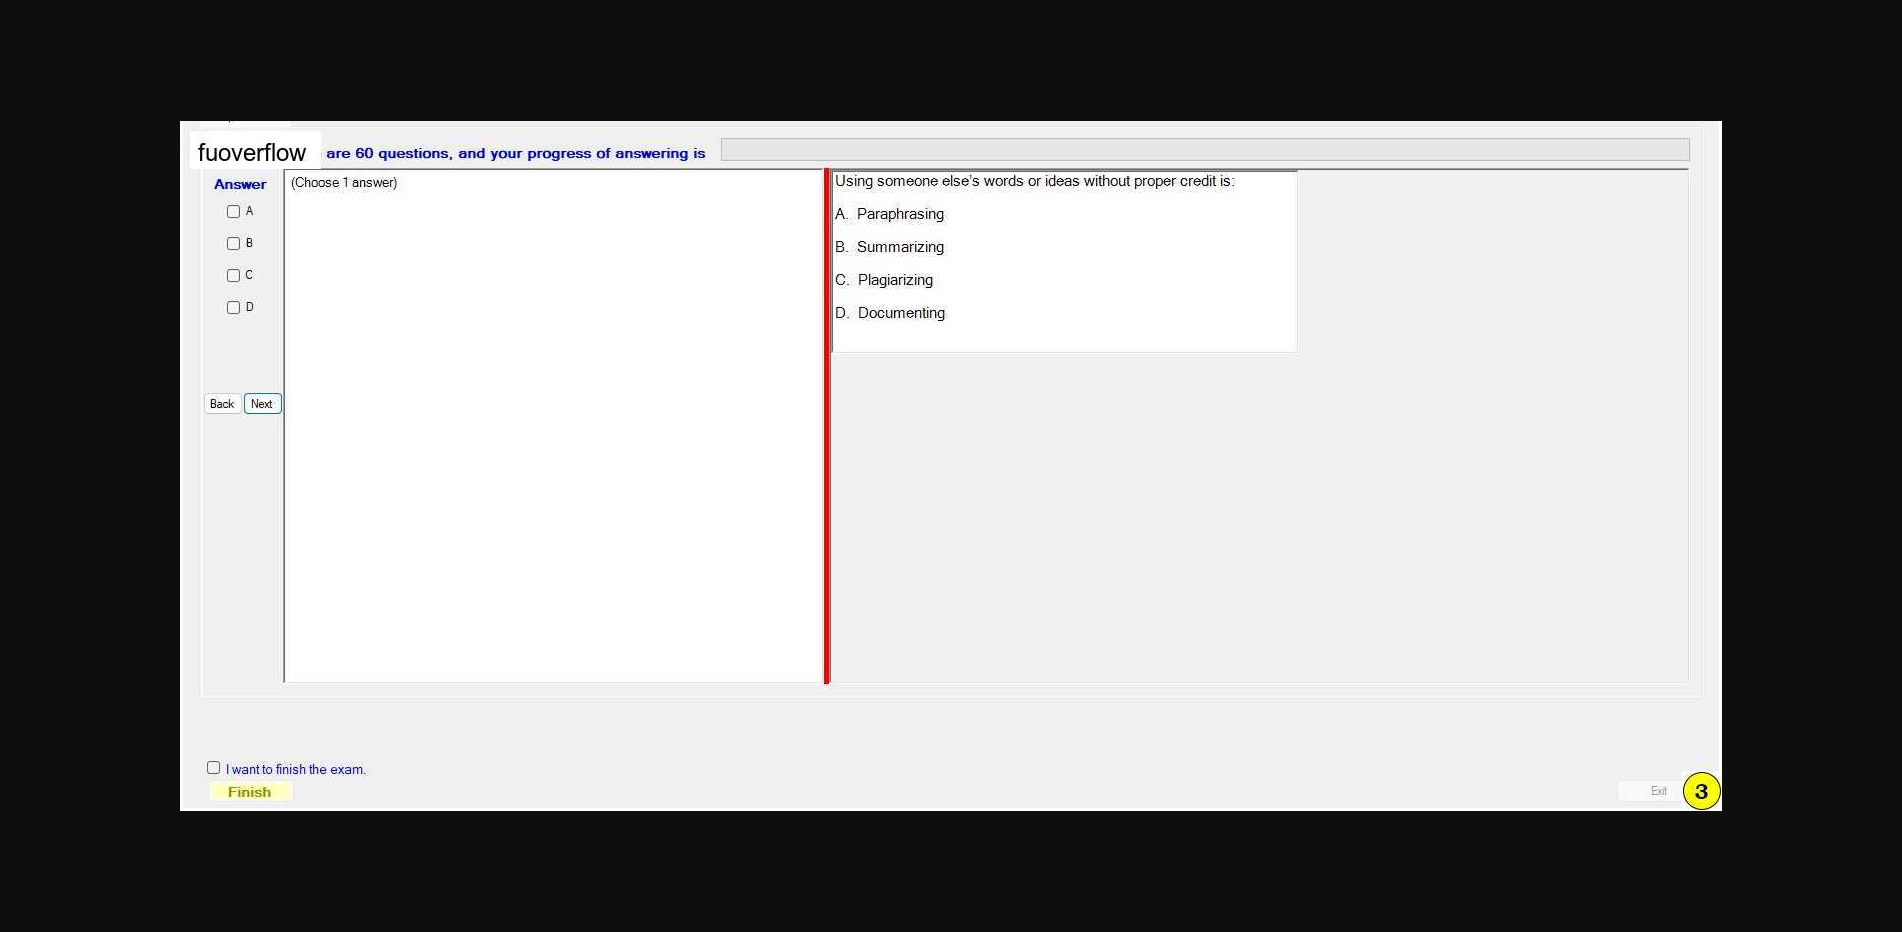 fuoverflow are 60 questions, and your progress of answering is
Answer
A
B
C
D
Back Next
(Choose 1 answer)
Using someone else's words or ideas without proper credit is:
A. Paraphrasing
B. Summarizing
C. Plagiarizing
D. Documenting
I want to finish the exam.
Finish
Exit
3